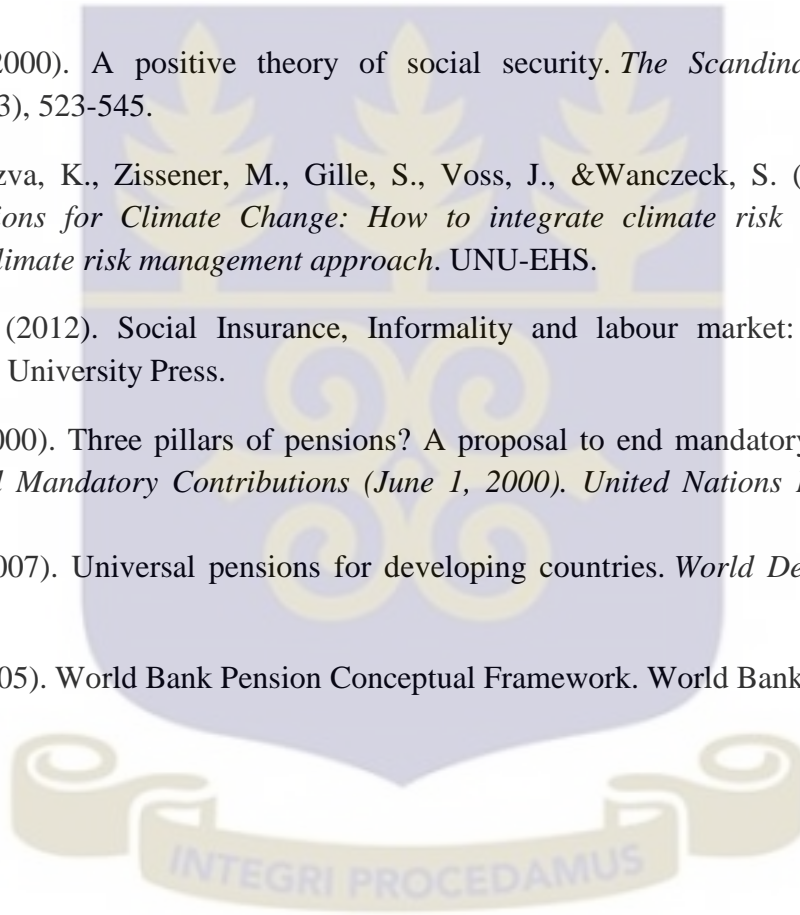 2000). A positive theory of social security. The Scandina
3), 523-545.
zva, K., Zissener, M., Gille, S., Voss, J., &Wanczeck, S. (
ions for Climate Change: How to integrate climate risk
limate risk management approach. UNU-EHS.
(2012). Social Insurance, Informality and labour market:
University Press.
000). Three pillars of pensions? A proposal to end mandatory
l Mandatory Contributions (June 1, 2000). United Nations
007). Universal pensions for developing countries. World De
05). World Bank Pension Conceptual Framework. World Bank
INTEGRI PROCEDAMUS